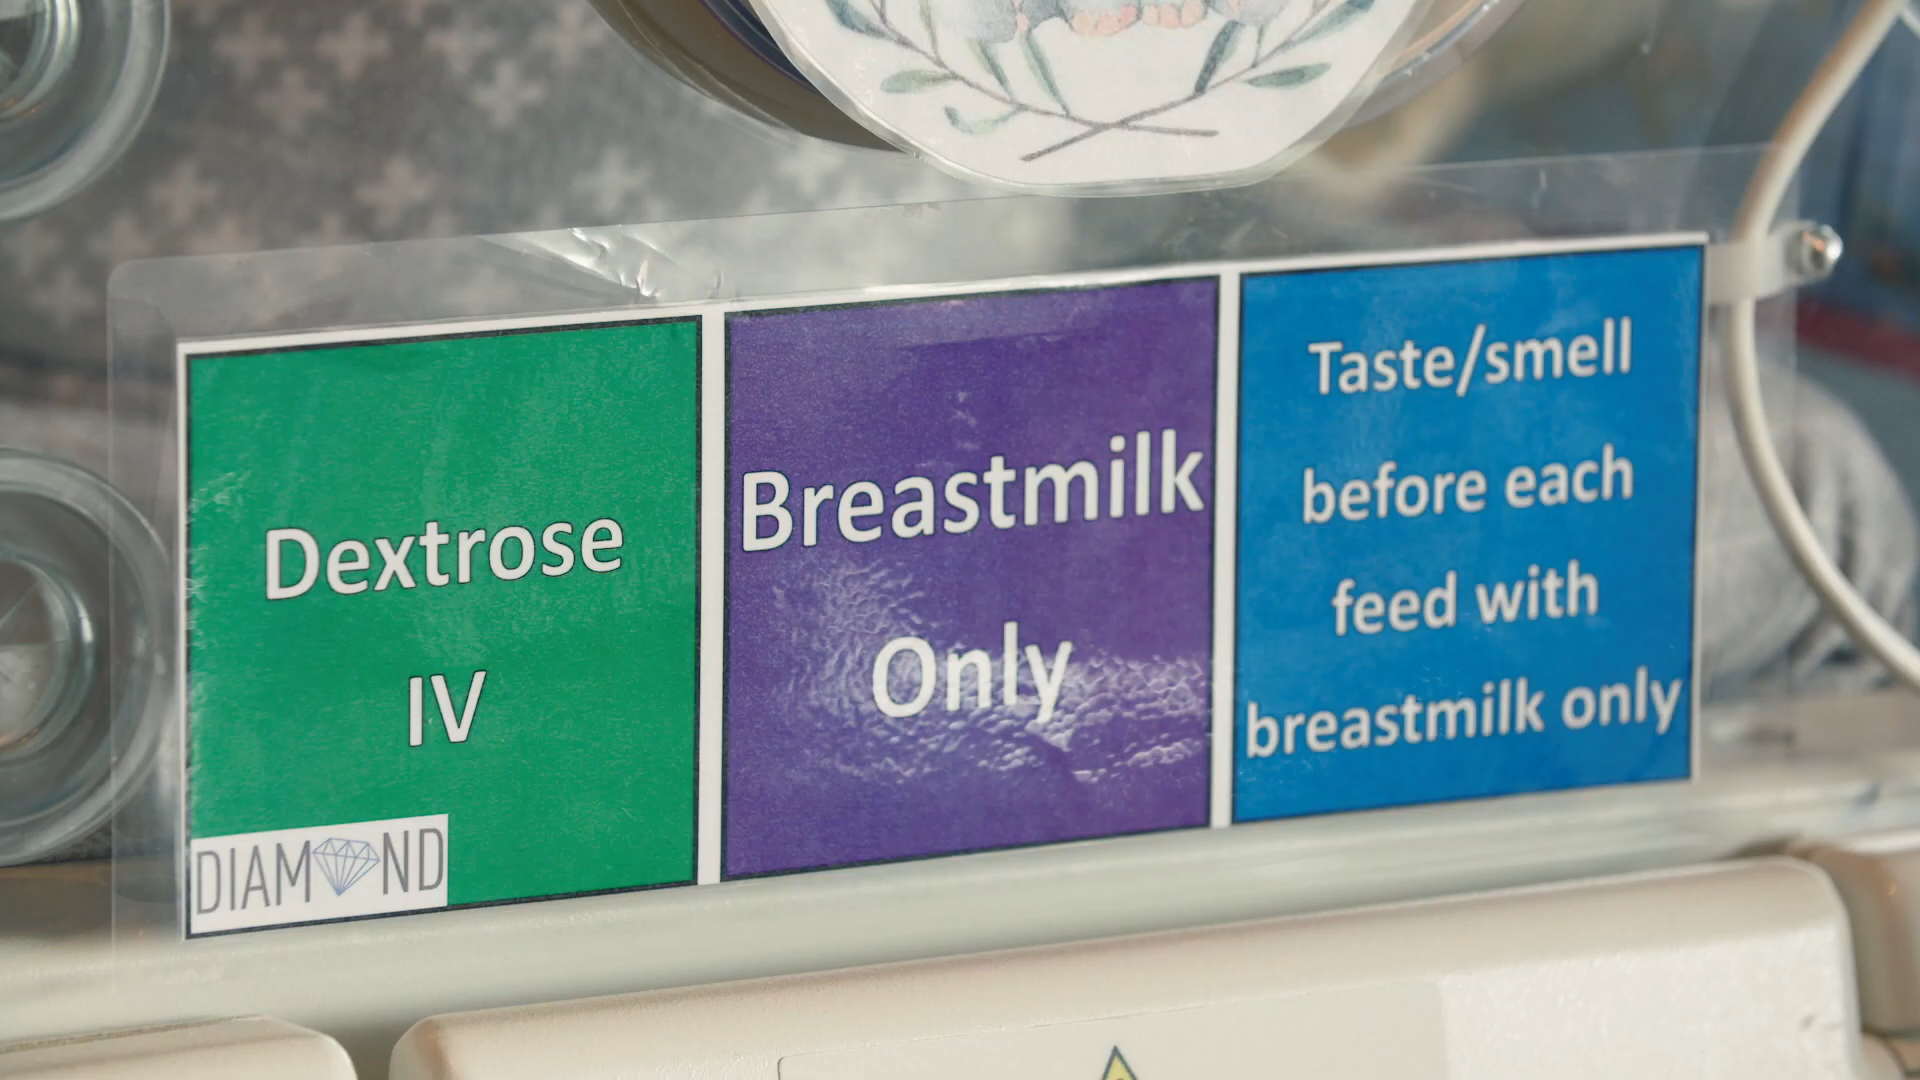 Dextrose
IV
DIAMOND
Breastmilk
Only
Taste/smell
before each
feed with
breastmilk only